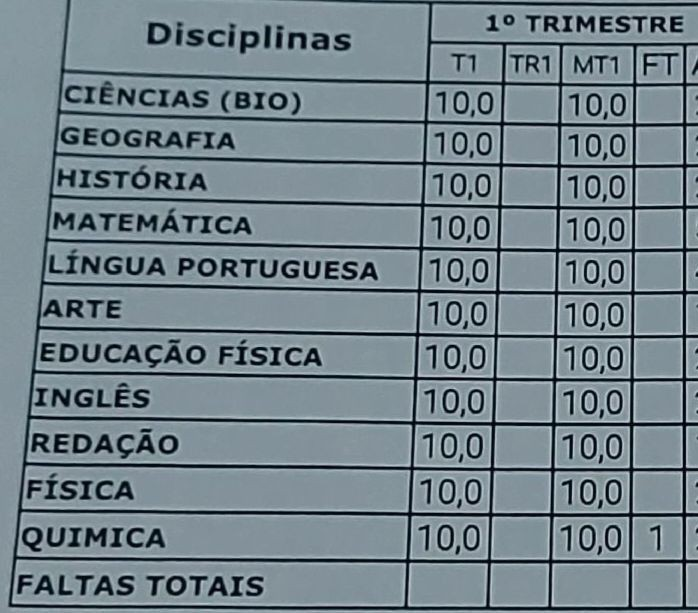 Disciplinas 1º TRIMESTRE
T1 TR1 MT1 FT
CIÊNCIAS (BIO) 10,0 10,0
GEOGRAFIA 10,0 10,0
HISTÓRIA 10,0 10,0
MATEMÁTICA 10,0 10,0
LÍNGUA PORTUGUESA 10,0 10,0
ARTE 10,0 10,0
EDUCAÇÃO FÍSICA 10,0 10,0
INGLÊS 10,0 10,0
REDAÇÃO 10,0 10,0
FÍSICA 10,0 10,0
QUIMICA 10,0 10,0 1
FALTAS TOTAIS